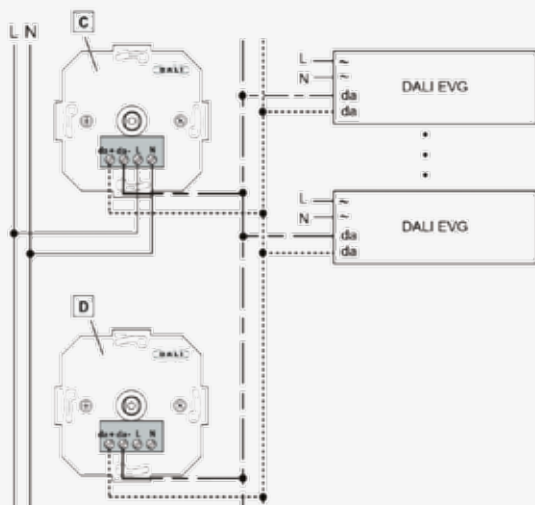 L N
C
DALI
da+ da- L N
L
N
~
~
da
da
DALI EVG
L
N
~
~
da
da
DALI EVG
D
DALI
da+ da- L N